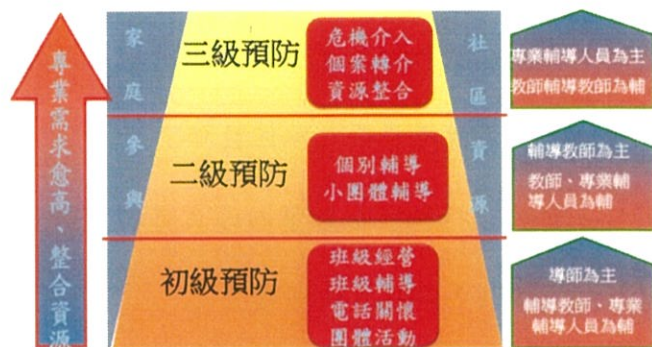 專業需求愈高、整合資源
家庭參與
三級預防
危機介入
個案轉介
資源整合
社區資源
專業輔導人員為主
教師輔導教師為輔
二級預防
個別輔導
小團體輔導
輔導教師為主
教師、專業輔
導人員為輔
初級預防
班級經營
班級輔導
電話關懷
團體活動
導師為主
輔導教師、專業
輔導人員為輔